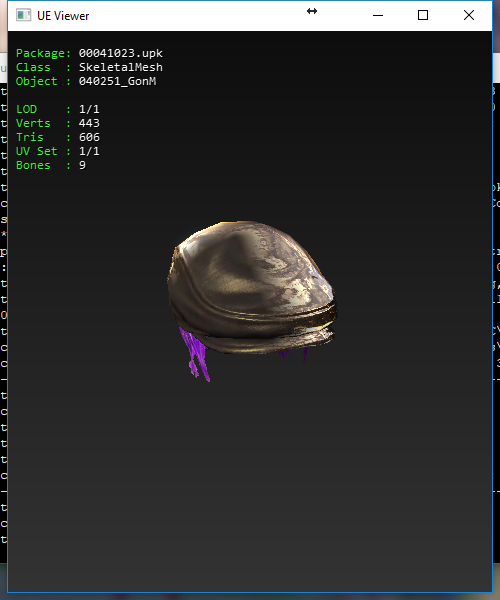 UE Viewer
Package: 00041023.upk
Class : SkeletalMesh
Object : 040251_GonM
LOD : 1/1
Verts : 443
Tris : 606
UV Set : 1/1
Bones : 9